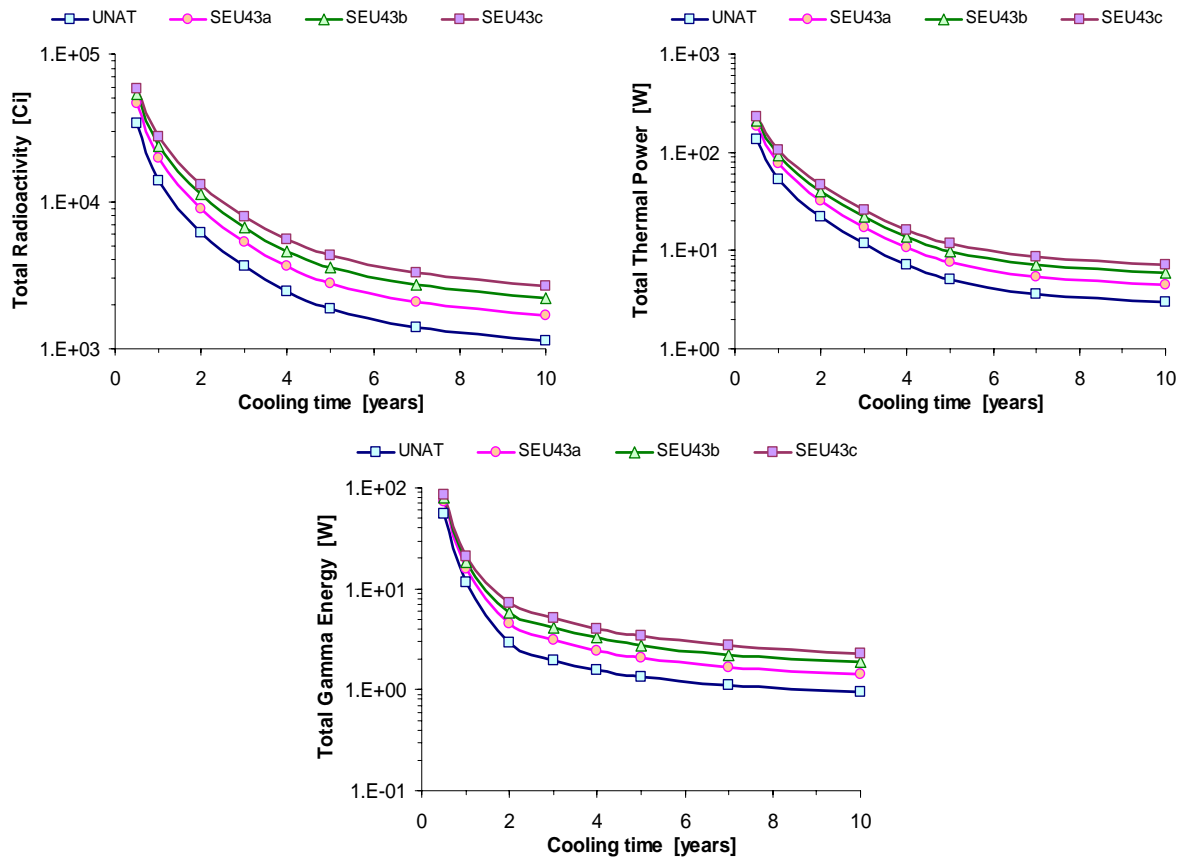 UNAT SEU43a SEU43b SEU43c
1.E+05
1.E+04
1.E+03
Total Radioactivity [Ci]
0 2 4 6 8 10
Cooling time [years]
UNAT SEU43a SEU43b SEU43c
1.E+03
1.E+02
1.E+01
1.E+00
Total Thermal Power [W]
0 2 4 6 8 10
Cooling time [years]
UNAT SEU43a SEU43b SEU43c
1.E+02
1.E+01
1.E+00
1.E-01
Total Gamma Energy [W]
0 2 4 6 8 10
Cooling time [years]